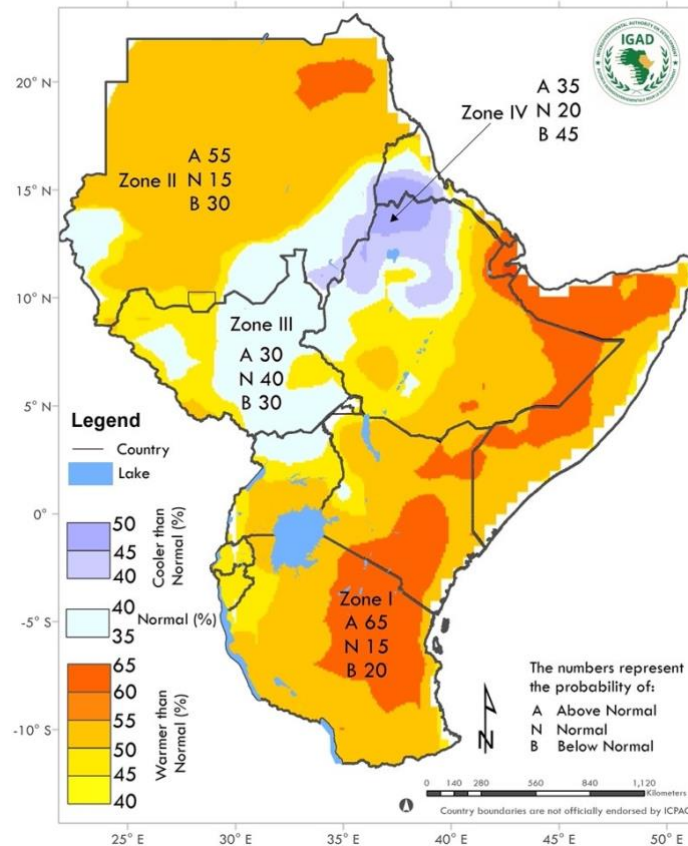 IGAD
20° N
15° N
10° N
5° N
0°
-5° S
-10° S
25° E
30° E
35° E
40° E
45° E
50° E
A 35
Zone IV N 20
B 45
A 55
Zone II N 15
B 30
Zone III
A 30
N 40
B 30
Zone I
A 65
N 15
B 20
Legend
Country
Lake
50
45
40
Cooler than
Normal (%)
40
35
Normal (%)
65
60
55
50
45
40
Warmer than
Normal (%)
The numbers represent
the probability of:
A Above Normal
N Normal
B Below Normal
N
0 140 280 560 840 1,120
Kilometers
Country boundaries are not officially endorsed by ICPAC